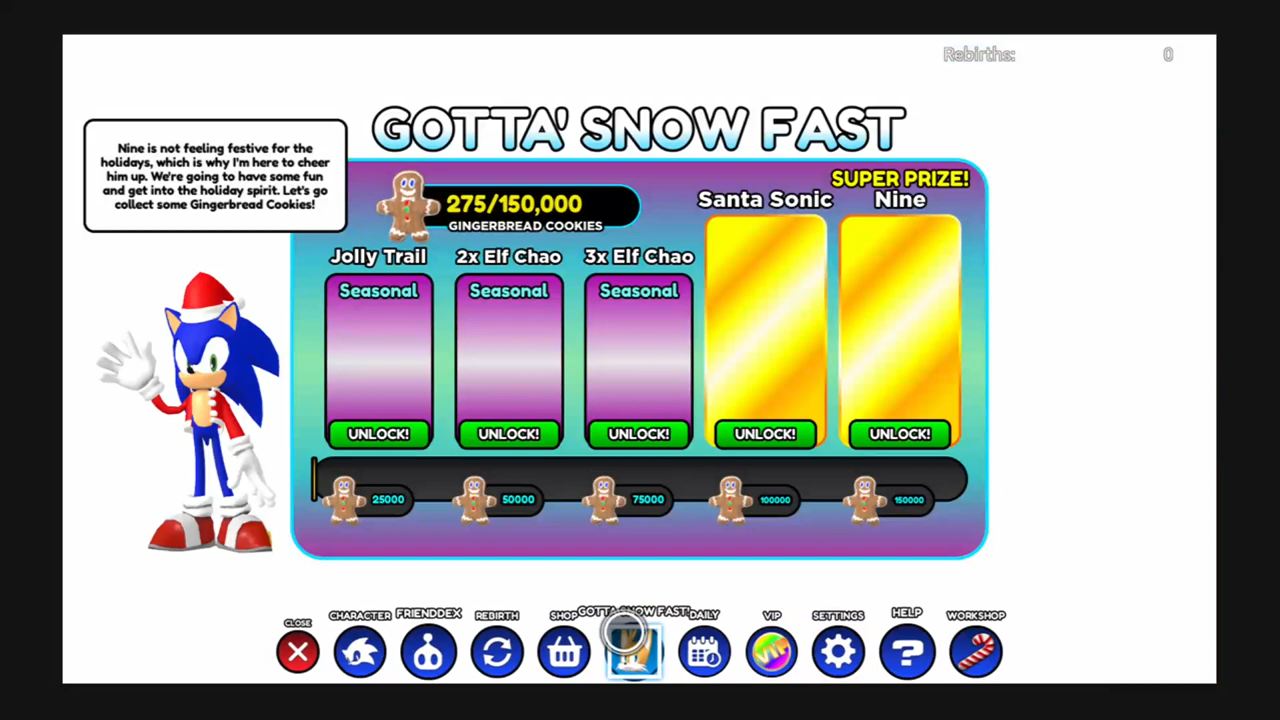 Rebirths: 0
GOTTA' SNOW FAST
Nine is not feeling festive for the
holidays, which is why I'm here to cheer
him up. We're going to have some fun
and get into the holiday spirit. Let's go
collect some Gingerbread Cookies!
275/150,000
GINGERBREAD COOKIES
SUPER PRIZE!
Santa Sonic
Nine
Jolly Trail
2x Elf Chao
3x Elf Chao
Seasonal
Seasonal
Seasonal
UNLOCK!
UNLOCK!
UNLOCK!
UNLOCK!
UNLOCK!
25000
50000
75000
100000
150000
CLOSE
CHARACTER
FRIENDDEX
REBIRTH
SHOP
GOTTA SNOW FAST!
DAILY
VIP
VIP
SETTINGS
HELP
?
WORKSHOP